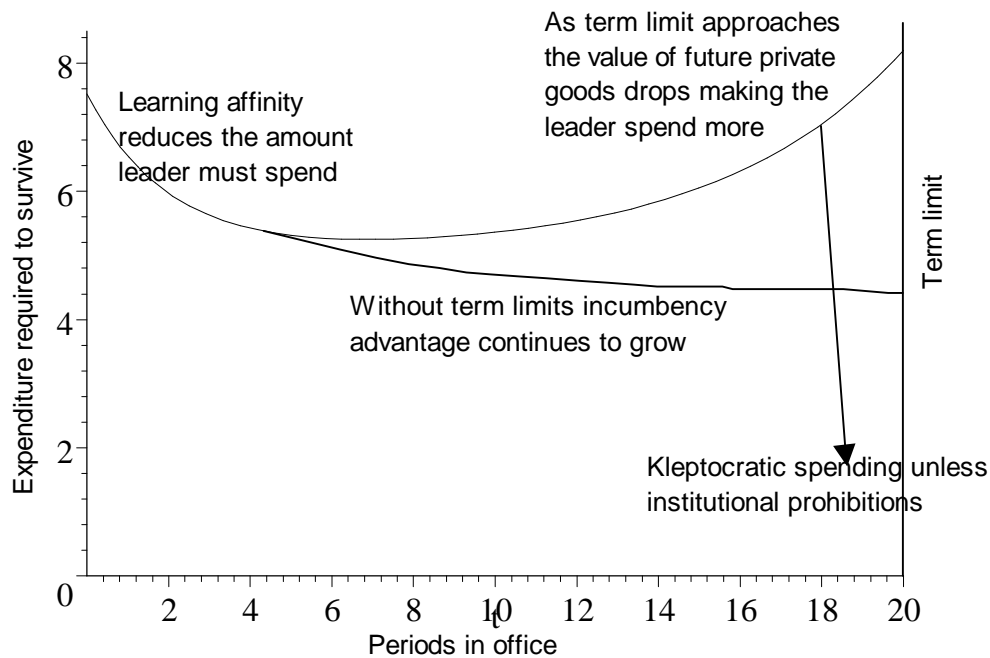 As term limit approaches
the value of future private
goods drops making the
leader spend more
8
Learning affinity
reduces the amount
leader must spend
6
Expenditure required to survive
Term limit
Without term limits incumbency
advantage continues to grow
4
2
Kleptocratic spending unless
institutional prohibitions
0
2 4 6 8 10 12 14 16 18 20
t
Periods in office